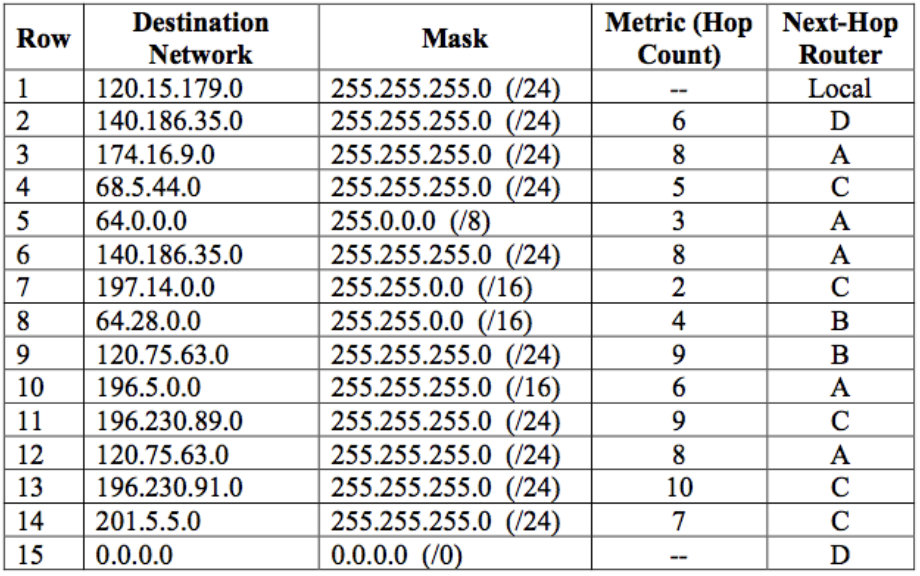 Row Destination Network Mask Metric (Hop Count) Next-Hop Router
1 120.15.179.0 255.255.255.0 (/24) -- Local
2 140.186.35.0 255.255.255.0 (/24) 6 D
3 174.16.9.0 255.255.255.0 (/24) 8 A
4 68.5.44.0 255.255.255.0 (/24) 5 C
5 64.0.0.0 255.0.0.0 (/8) 3 A
6 140.186.35.0 255.255.255.0 (/24) 8 A
7 197.14.0.0 255.255.0.0 (/16) 2 C
8 64.28.0.0 255.255.0.0 (/16) 4 B
9 120.75.63.0 255.255.255.0 (/24) 9 B
10 196.5.0.0 255.255.255.0 (/16) 6 A
11 196.230.89.0 255.255.255.0 (/24) 9 C
12 120.75.63.0 255.255.255.0 (/24) 8 A
13 196.230.91.0 255.255.255.0 (/24) 10 C
14 201.5.5.0 255.255.255.0 (/24) 7 C
15 0.0.0.0 0.0.0.0 (/0) -- D